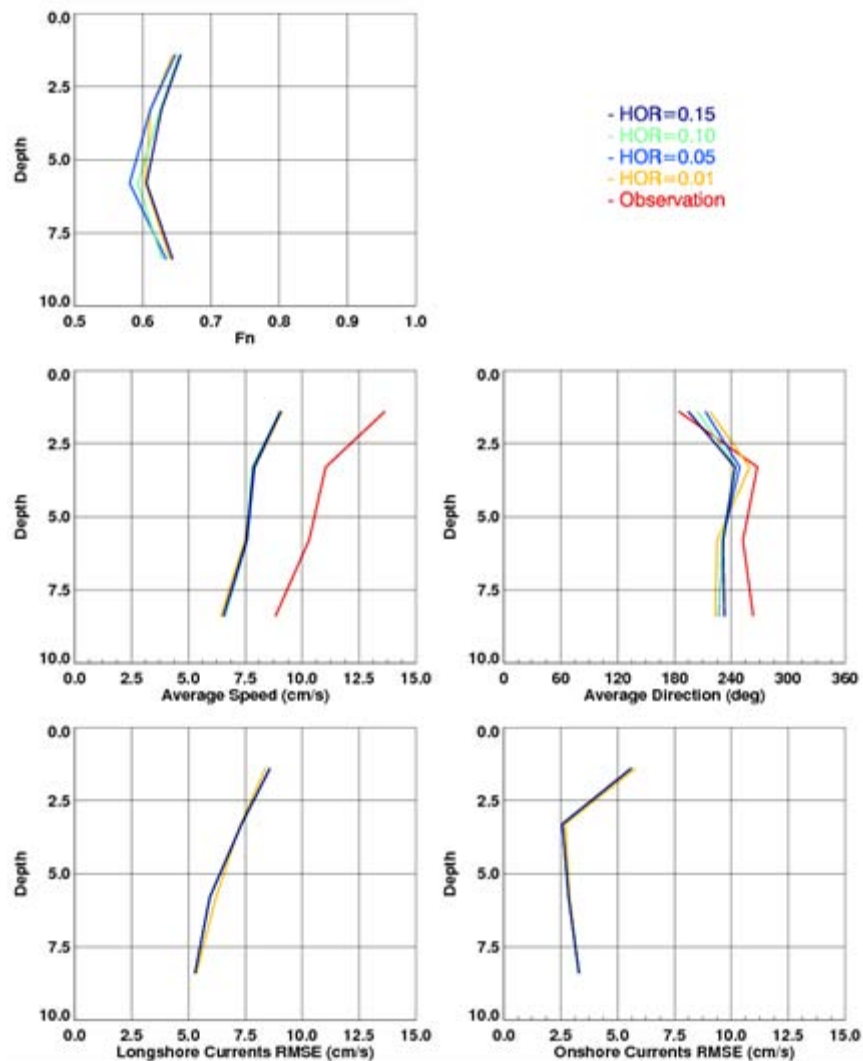 0.0
2.5
Depth
5.0
7.5
10.0
0.5 0.6 0.7 0.8 0.9 1.0
Fn
- HOR=0.15
- HOR=0.10
- HOR=0.05
- HOR=0.01
- Observation
0.0
2.5
Depth
5.0
7.5
10.0
0.0 2.5 5.0 7.5 10.0 12.5 15.0
Average Speed (cm/s)
0.0
2.5
Depth
5.0
7.5
10.0
0 60 120 180 240 300 360
Average Direction (deg)
0.0
2.5
Depth
5.0
7.5
10.0
0.0 2.5 5.0 7.5 10.0 12.5 15.0
Longshore Currents RMSE (cm/s)
0.0
2.5
Depth
5.0
7.5
10.0
0.0 2.5 5.0 7.5 10.0 12.5 15.0
Onshore Currents RMSE (cm/s)